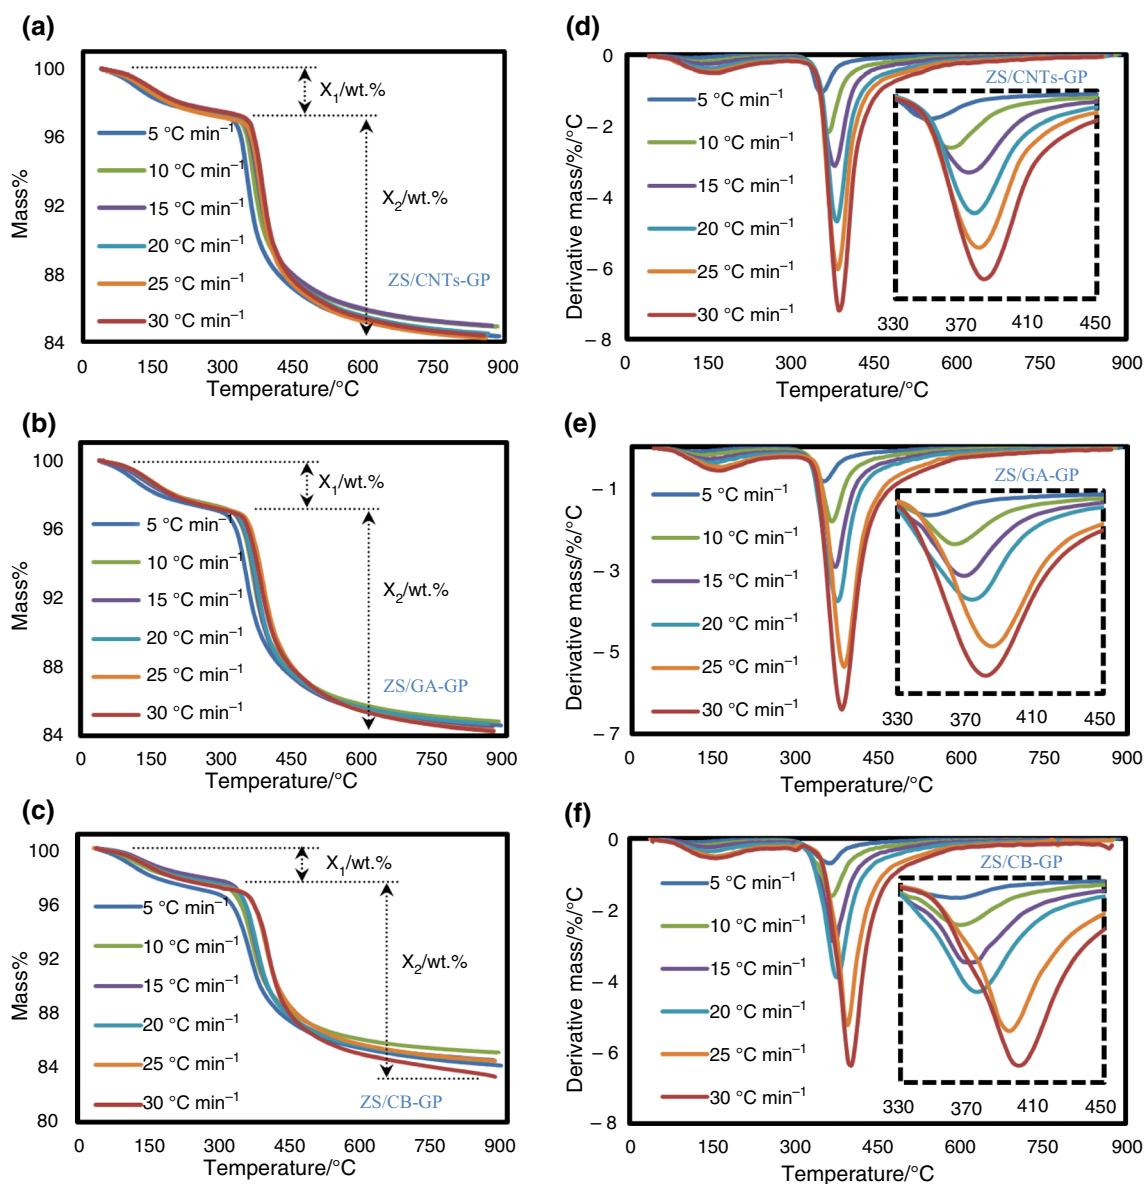 (a)
100
96
92
88
84
Mass%
X1/wt.%
X2/wt.%
5 °C min−1
10 °C min−1
15 °C min−1
20 °C min−1
25 °C min−1
30 °C min−1
ZS/CNTs-GP
0 150 300 450 600 750 900
Temperature/°C
(d)
0
– 2
– 4
– 6
– 8
Derivative mass/%/°C
ZS/CNTs-GP
5 °C min−1
10 °C min−1
15 °C min−1
20 °C min−1
25 °C min−1
30 °C min−1
330 370 410 450
0 150 300 450 600 750 900
Temperature/°C
(b)
100
96
92
88
84
Mass%
X1/wt.%
X2/wt.%
5 °C min−1
10 °C min−1
15 °C min−1
20 °C min−1
25 °C min−1
30 °C min−1
ZS/GA-GP
0 150 300 450 600 750 900
Temperature/°C
(e)
– 1
– 3
– 5
– 7
Derivative mass/%/°C
ZS/GA-GP
5 °C min−1
10 °C min−1
15 °C min−1
20 °C min−1
25 °C min−1
30 °C min−1
330 370 410 450
0 150 300 450 600 750 900
Temperature/°C
(c)
100
96
92
88
84
80
Mass%
X1/wt.%
X2/wt.%
5 °C min−1
10 °C min−1
15 °C min−1
20 °C min−1
25 °C min−1
30 °C min−1
ZS/CB-GP
0 150 300 450 600 750 900
Temperature/°C
(f)
0
– 2
– 4
– 6
– 8
Derivative mass/%/°C
ZS/CB-GP
5 °C min−1
10 °C min−1
15 °C min−1
20 °C min−1
25 °C min−1
30 °C min−1
330 370 410 450
0 150 300 450 600 750 900
Temperature/°C